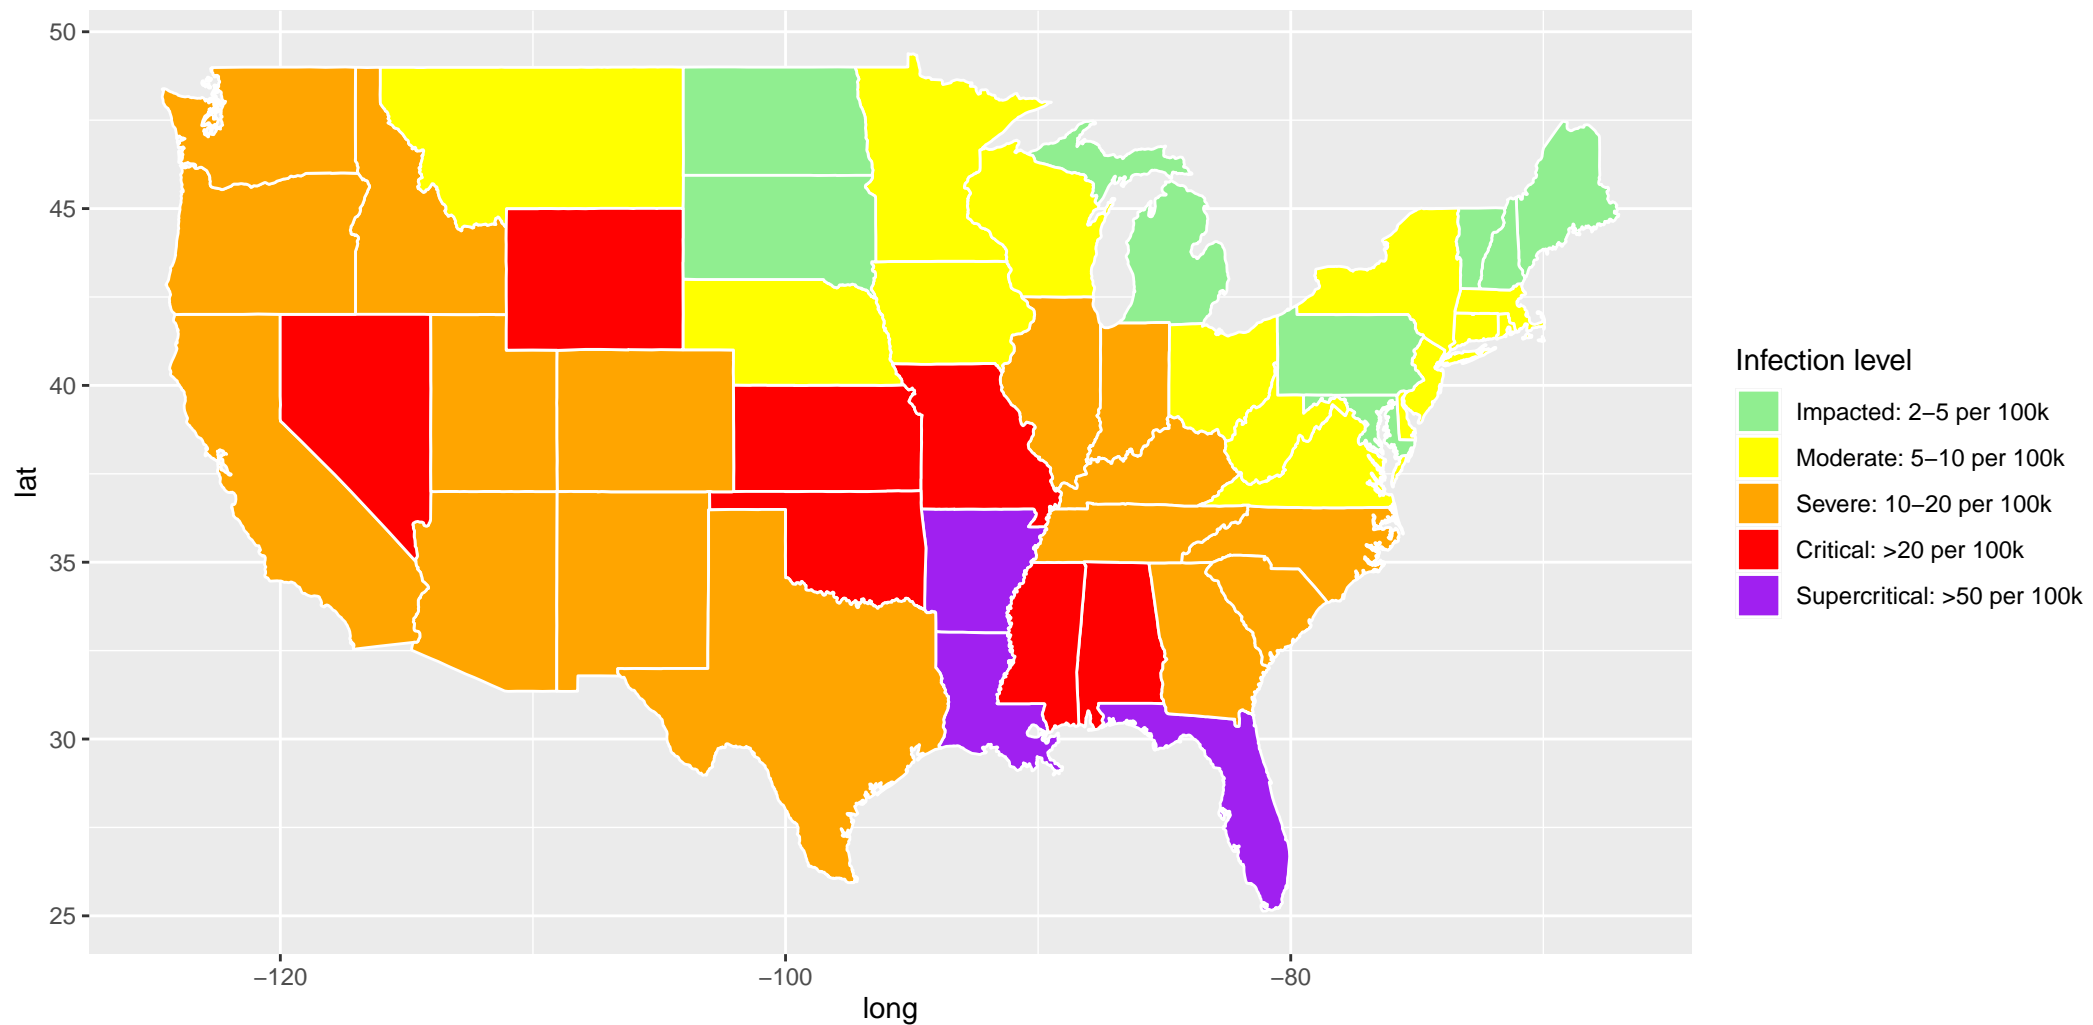 50
45
40
35
30
25
lat
−120
−100
−80
long
Infection level
Impacted: 2−5 per 100k
Moderate: 5−10 per 100k
Severe: 10−20 per 100k
Critical: >20 per 100k
Supercritical: >50 per 100k